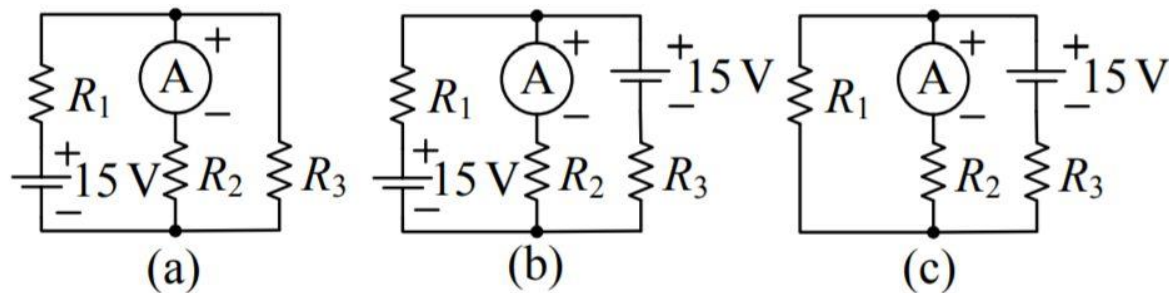 + A − R₁ + 15 V − R₂ R₃
(a)
+ A − + 15 V − R₁ + 15 V − R₂ R₃
(b)
+ A − + 15 V − R₁ R₂ R₃
(c)